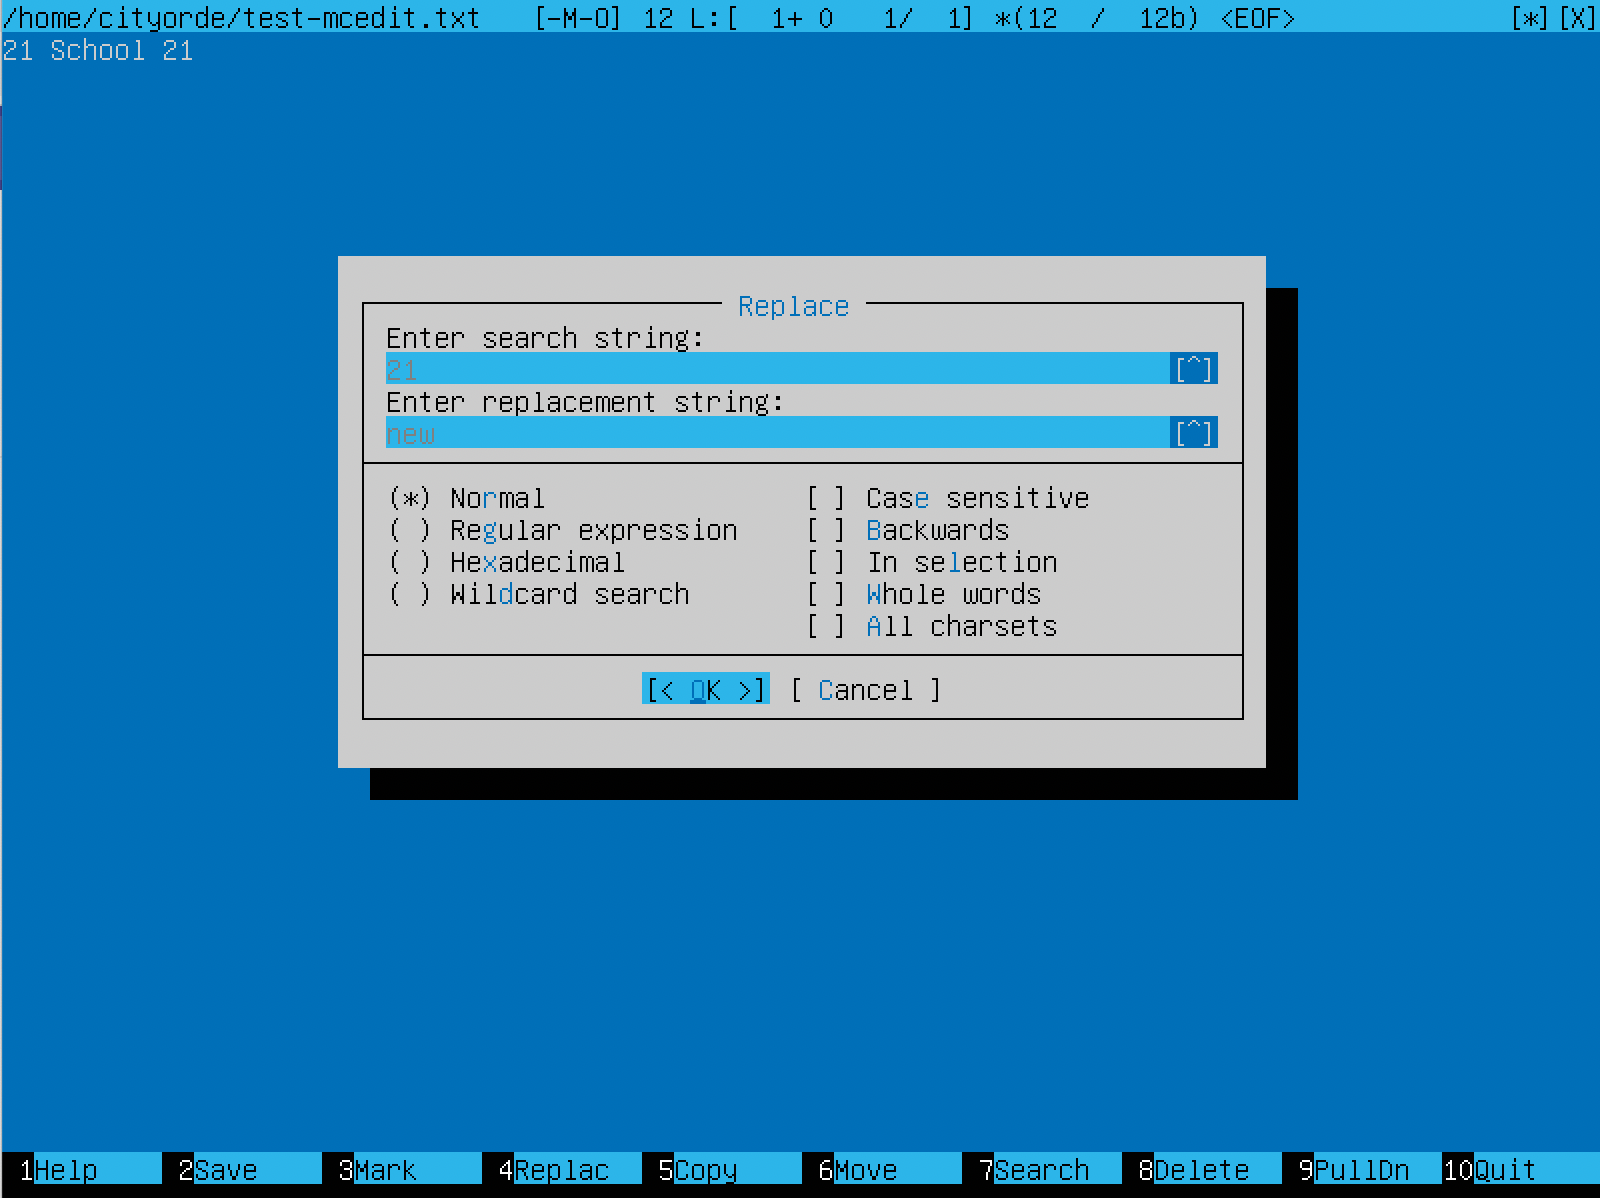 /home/cityorde/test-mcedit.txt   [-M-O] 12 L:[  1+ 0   1/  1] *(12  /  12b) <EOF>   [*][X]
21 School 21
Replace
Enter search string:
21 [^]
Enter replacement string:
new [^]
(*) Normal   [ ] Case sensitive
( ) Regular expression   [ ] Backwards
( ) Hexadecimal   [ ] In selection
( ) Wildcard search   [ ] Whole words
[ ] All charsets
[< OK >] [ Cancel ]
1Help 2Save 3Mark 4Replac 5Copy 6Move 7Search 8Delete 9PullDn 10Quit